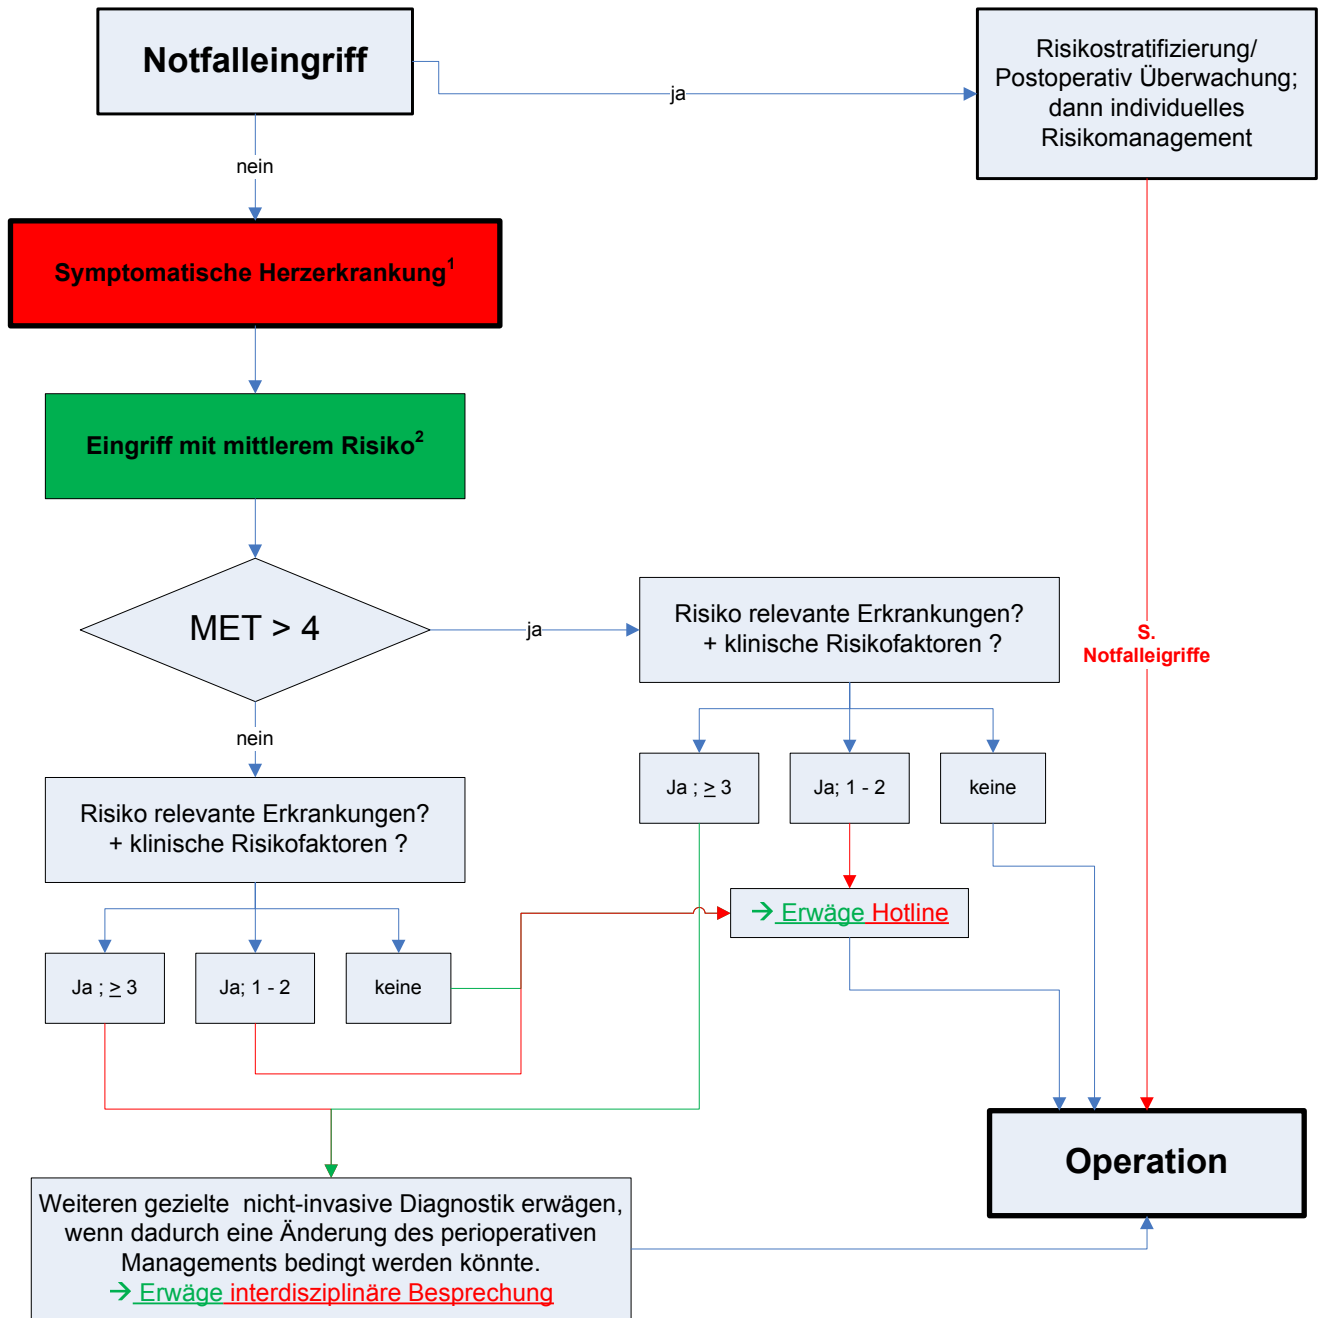 Notfalleingriff
ja
Risikostratifizierung/
Postoperativ Überwachung;
dann individuelles
Risikomanagement
nein
Symptomatische Herzerkrankung¹
Eingriff mit mittlerem Risiko²
MET > 4
ja
Risiko relevante Erkrankungen?
+ klinische Risikofaktoren ?
S.
Notfalleigriffe
nein
Ja ; ≥ 3
Ja; 1 - 2
keine
Risiko relevante Erkrankungen?
+ klinische Risikofaktoren ?
→ Erwäge Hotline
Ja ; ≥ 3
Ja; 1 - 2
keine
Operation
Weiteren gezielte nicht-invasive Diagnostik erwägen,
wenn dadurch eine Änderung des perioperativen
Managements bedingt werden könnte.
→ Erwäge interdisziplinäre Besprechung